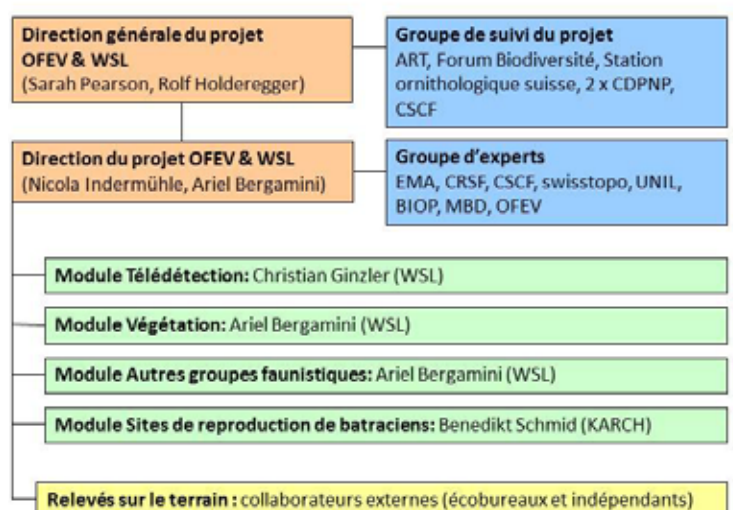 Direction générale du projet
OFEV & WSL
(Sarah Pearson, Rolf Holderegger)
Groupe de suivi du projet
ART, Forum Biodiversité, Station
ornithologique suisse, 2 x CDPNP,
CSCF
Direction du projet OFEV & WSL
(Nicola Indermühle, Ariel Bergamini)
Groupe d'experts
EMA, CRSF, CSCF, swisstopo, UNIL,
BIOP, MBD, OFEV
Module Télédétection: Christian Ginzler (WSL)
Module Végétation: Ariel Bergamini (WSL)
Module Autres groupes faunistiques: Ariel Bergamini (WSL)
Module Sites de reproduction de batraciens: Benedikt Schmid (KARCH)
Relevés sur le terrain : collaborateurs externes (écobureaux et indépendants)